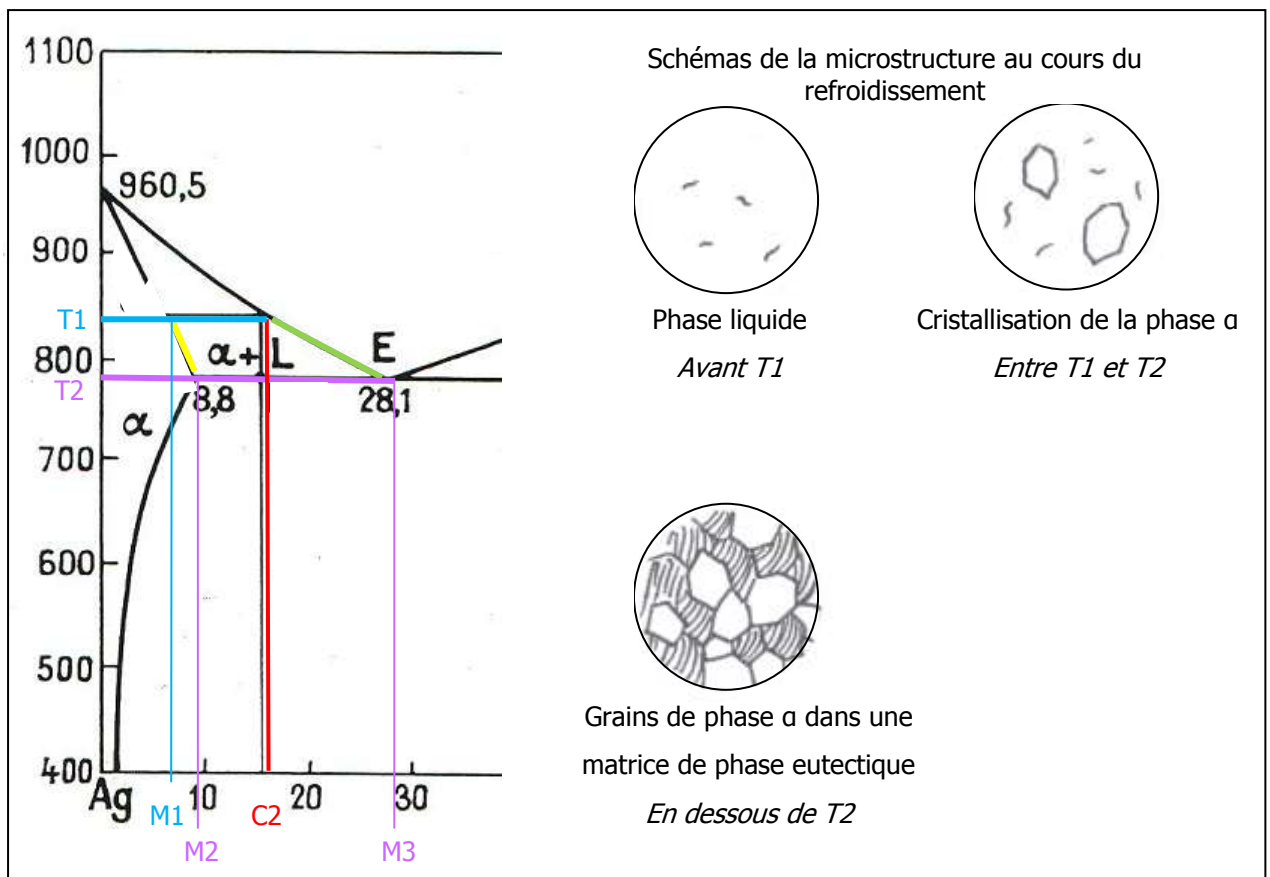 1100
1000
960,5
900
T1
800
α + L
E
T2
8,8
28,1
α
700
600
500
400
Ag
10
20
30
M1
C2
M2
M3
Schémas de la microstructure au cours du
refroidissement
Phase liquide
Avant T1
Cristallisation de la phase α
Entre T1 et T2
Grains de phase α dans une
matrice de phase eutectique
En dessous de T2